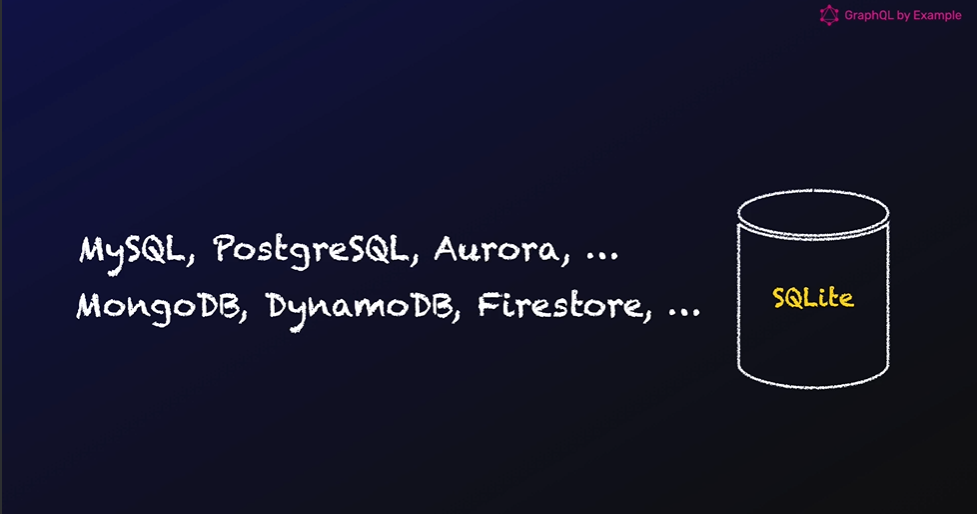 GraphQL by Example
MySQL, PostgreSQL, Aurora, ...
MongoDB, DynamoDB, Firestore, ...
SQLite